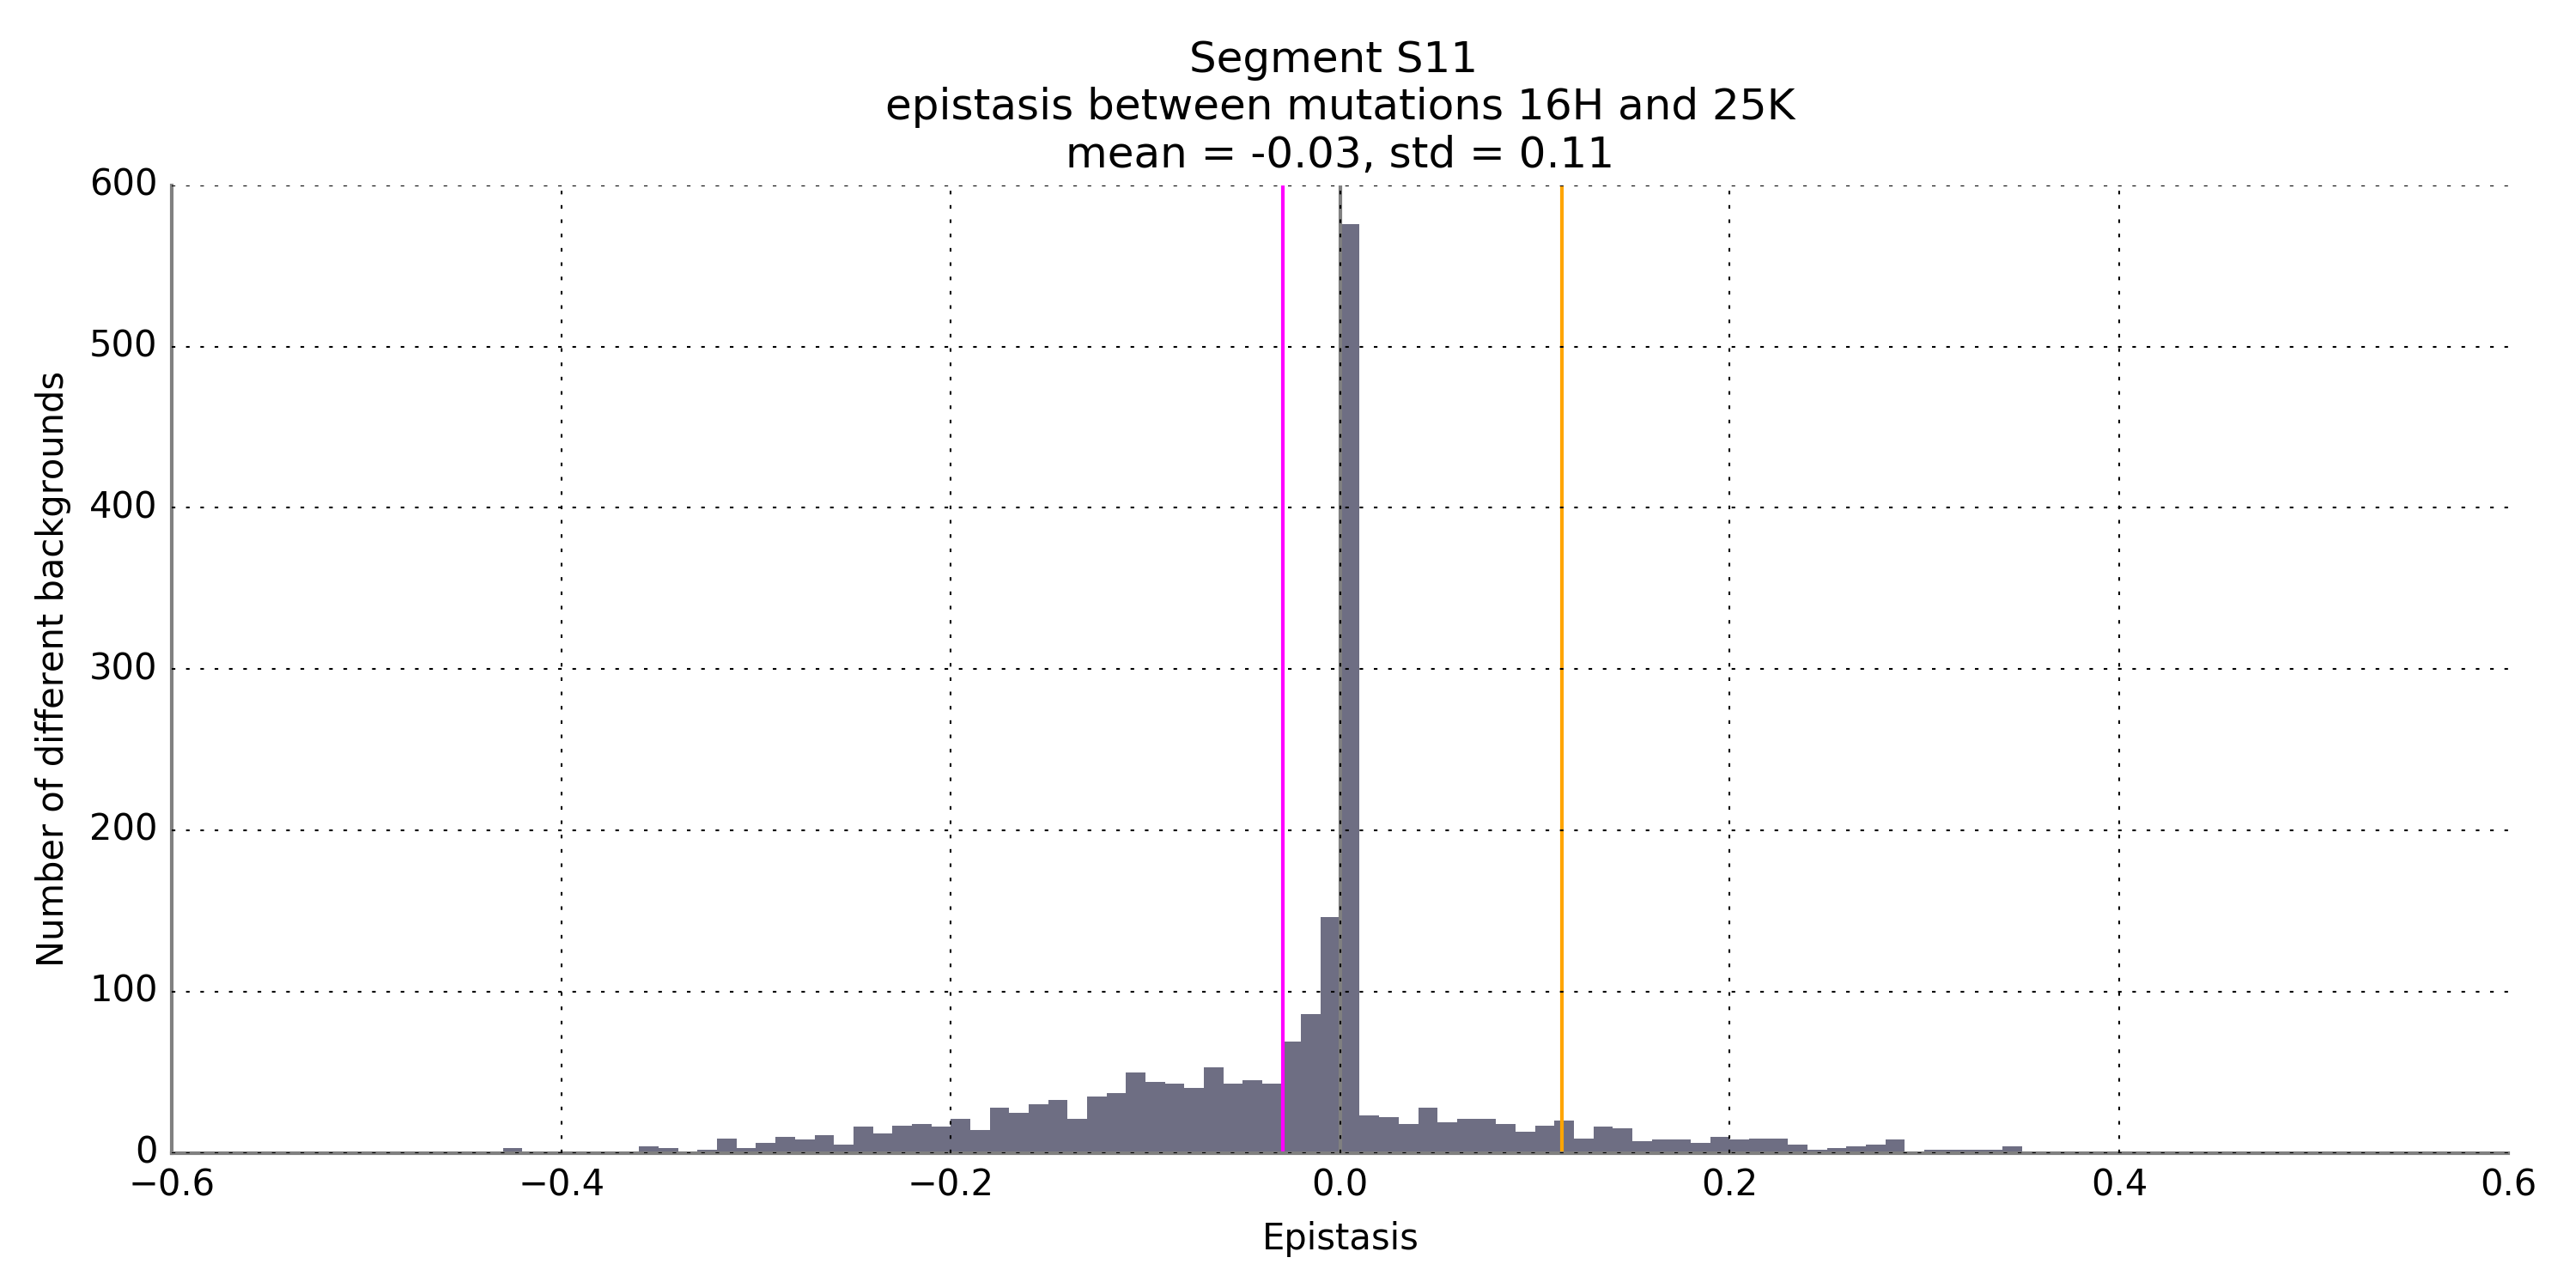 Segment S11
epistasis between mutations 16H and 25K
mean = -0.03, std = 0.11
600
500
400
300
200
100
0
Number of different backgrounds
−0.6 −0.4 −0.2 0.0 0.2 0.4 0.6
Epistasis